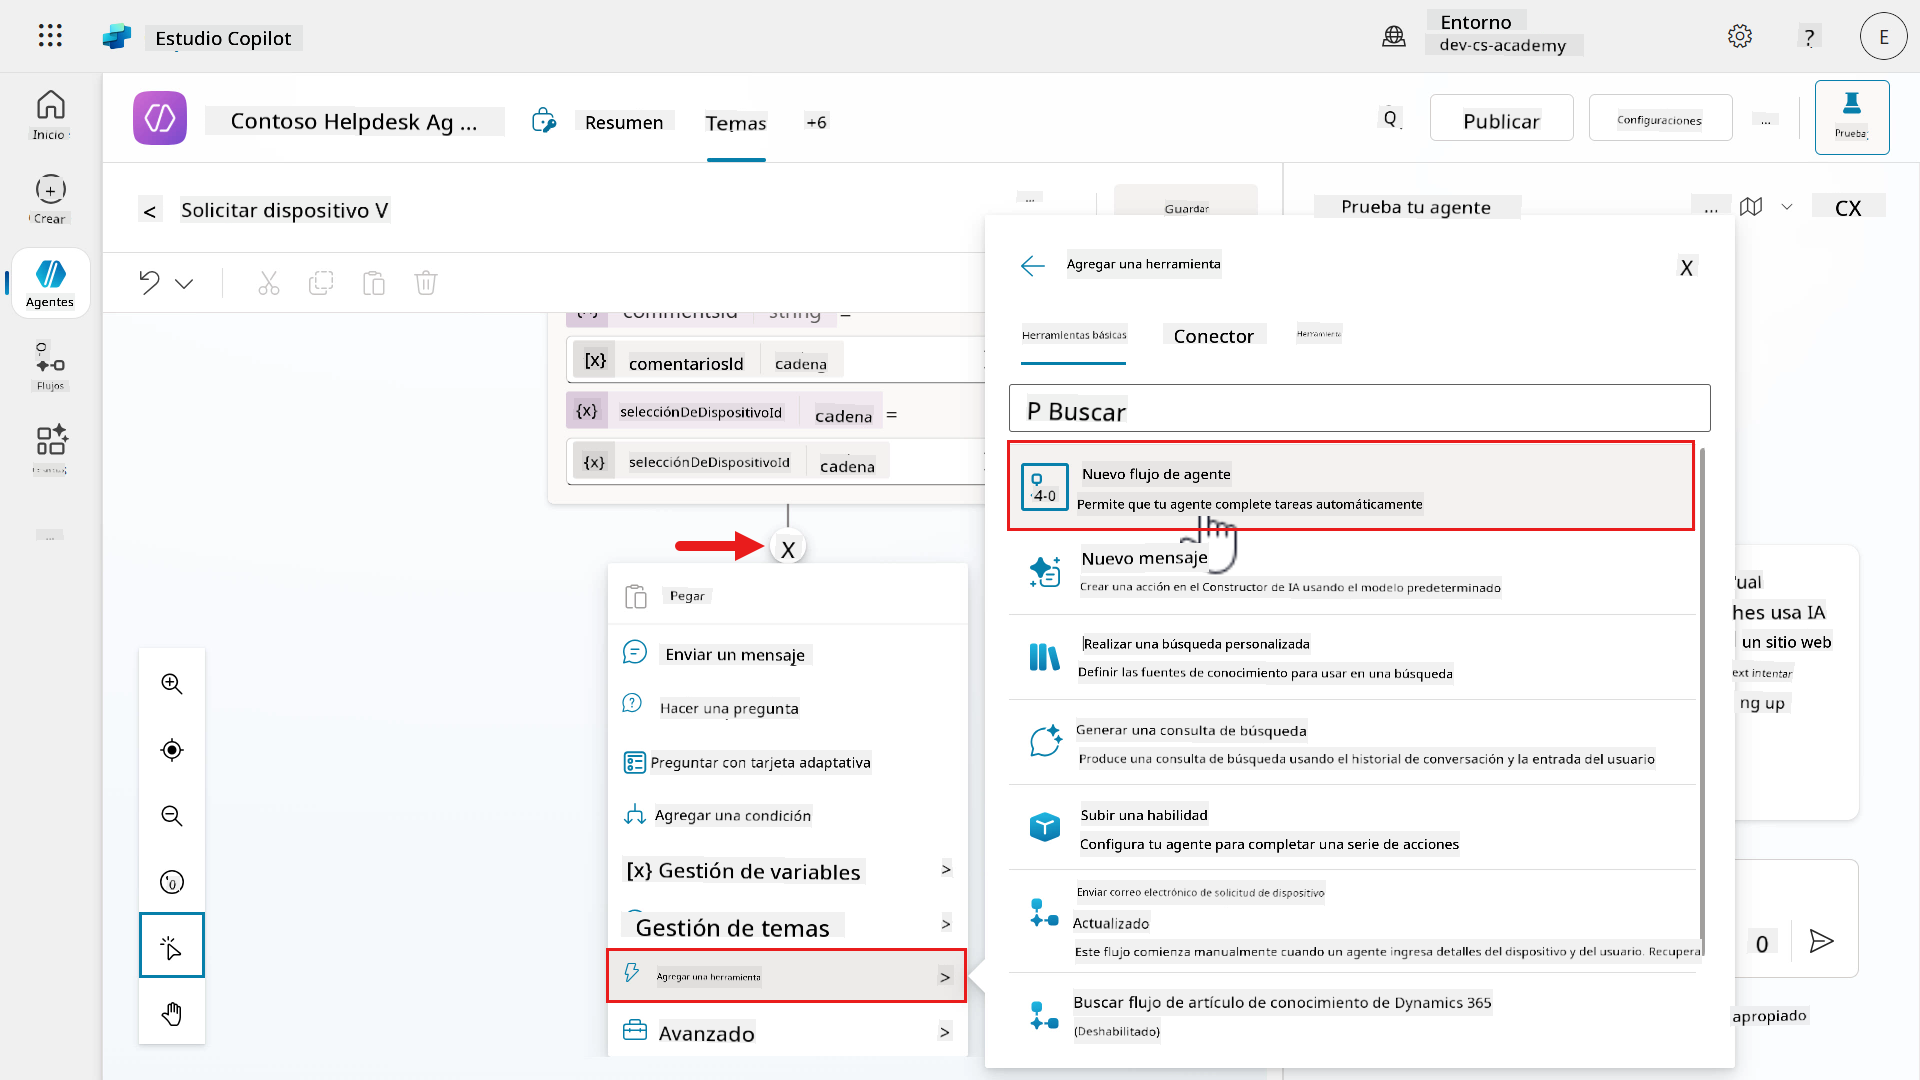 Estudio Copilot
Entorno
dev-cs-academy
?
E
Inicio
Crear
Agentes
Flujos
...
Contoso Helpdesk Ag ...
Resumen
Temas
+6
Q
Publicar
Configuraciones
...
Prueba
< Solicitar dispositivo V
...
Guardar
Prueba tu agente
...
CX
commentsId string =
[x} comentariosId cadena
{x} selecciónDeDispositivoId cadena =
{x} selecciónDeDispositivoId cadena
X
Pegar
Enviar un mensaje
Hacer una pregunta
Preguntar con tarjeta adaptativa
Agregar una condición
[x} Gestión de variables >
Gestión de temas >
Agregar una herramienta >
Avanzado >
Agregar una herramienta
X
Herramientas básicas
Conector
Herramienta
P Buscar
4-0
Nuevo flujo de agente
Permite que tu agente complete tareas automáticamente
Nuevo mensaje
Crear una acción en el Constructor de IA usando el modelo predeterminado
Realizar una búsqueda personalizada
Definir las fuentes de conocimiento para usar en una búsqueda
Generar una consulta de búsqueda
Produce una consulta de búsqueda usando el historial de conversación y la entrada del usuario
Subir una habilidad
Configura tu agente para completar una serie de acciones
Enviar correo electrónico de solicitud de dispositivo
Actualizado
Este flujo comienza manualmente cuando un agente ingresa detalles del dispositivo y del usuario. Recupera
Buscar flujo de artículo de conocimiento de Dynamics 365
(Deshabilitado)
ual
hes usa IA
un sitio web
ext intentar
ng up
0
apropiado